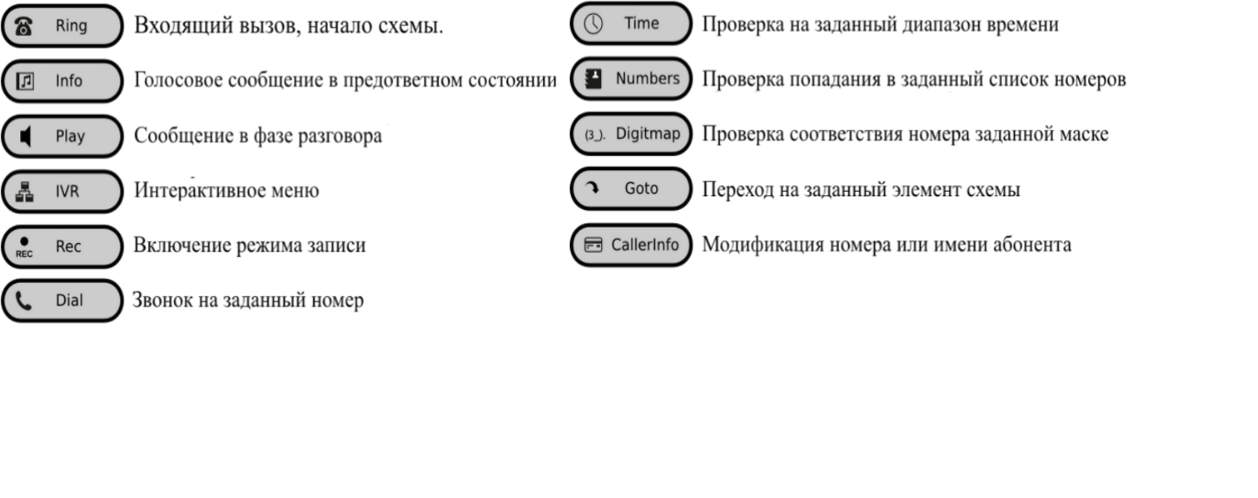 Ring Входящий вызов, начало схемы.
Info Голосовое сообщение в предответном состоянии
Play Сообщение в фазе разговора
IVR Интерактивное меню
REC Rec Включение режима записи
Dial Звонок на заданный номер
Time Проверка на заданный диапазон времени
Numbers Проверка попадания в заданный список номеров
(3_). Digitmap Проверка соответствия номера заданной маске
Goto Переход на заданный элемент схемы
CallerInfo Модификация номера или имени абонента